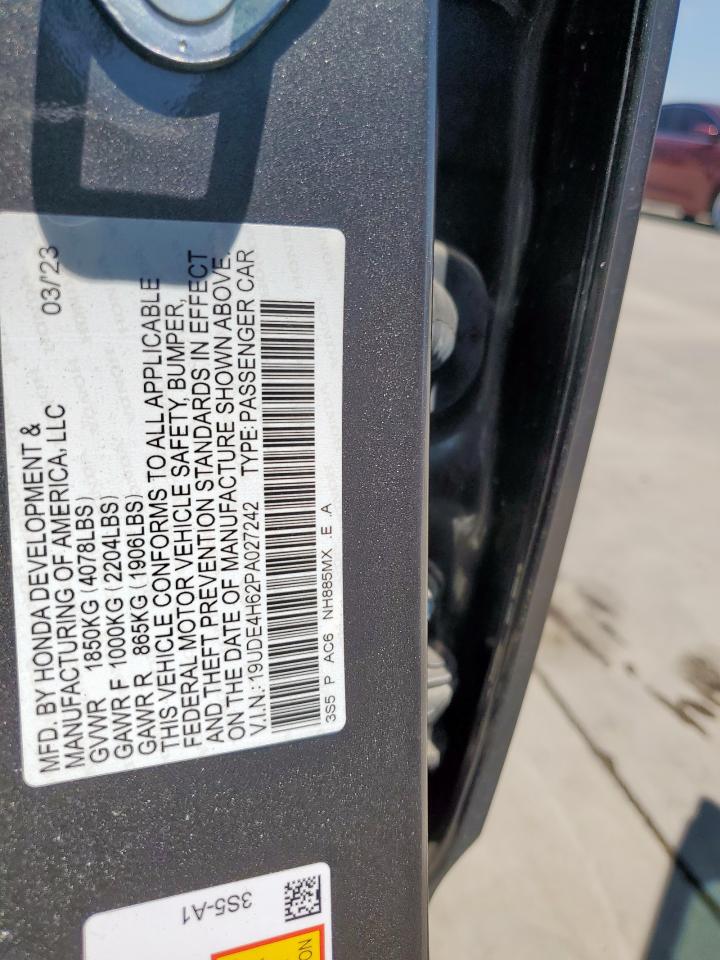 MFD. BY HONDA DEVELOPMENT & 03/23
MANUFACTURING OF AMERICA, LLC
GVWR 1850KG (4078LBS)
GAWR F 1000KG (2204LBS)
GAWR R 865KG (1906LBS)
THIS VEHICLE CONFORMS TO ALL APPLICABLE
FEDERAL MOTOR VEHICLE SAFETY, BUMPER,
AND THEFT PREVENTION STANDARDS IN EFFECT
ON THE DATE OF MANUFACTURE SHOWN ABOVE.
V.I.N.: 19UDE4H62PA027242 TYPE: PASSENGER CAR
3S5 P AC6 NH885MX .E .A
3S5-A1